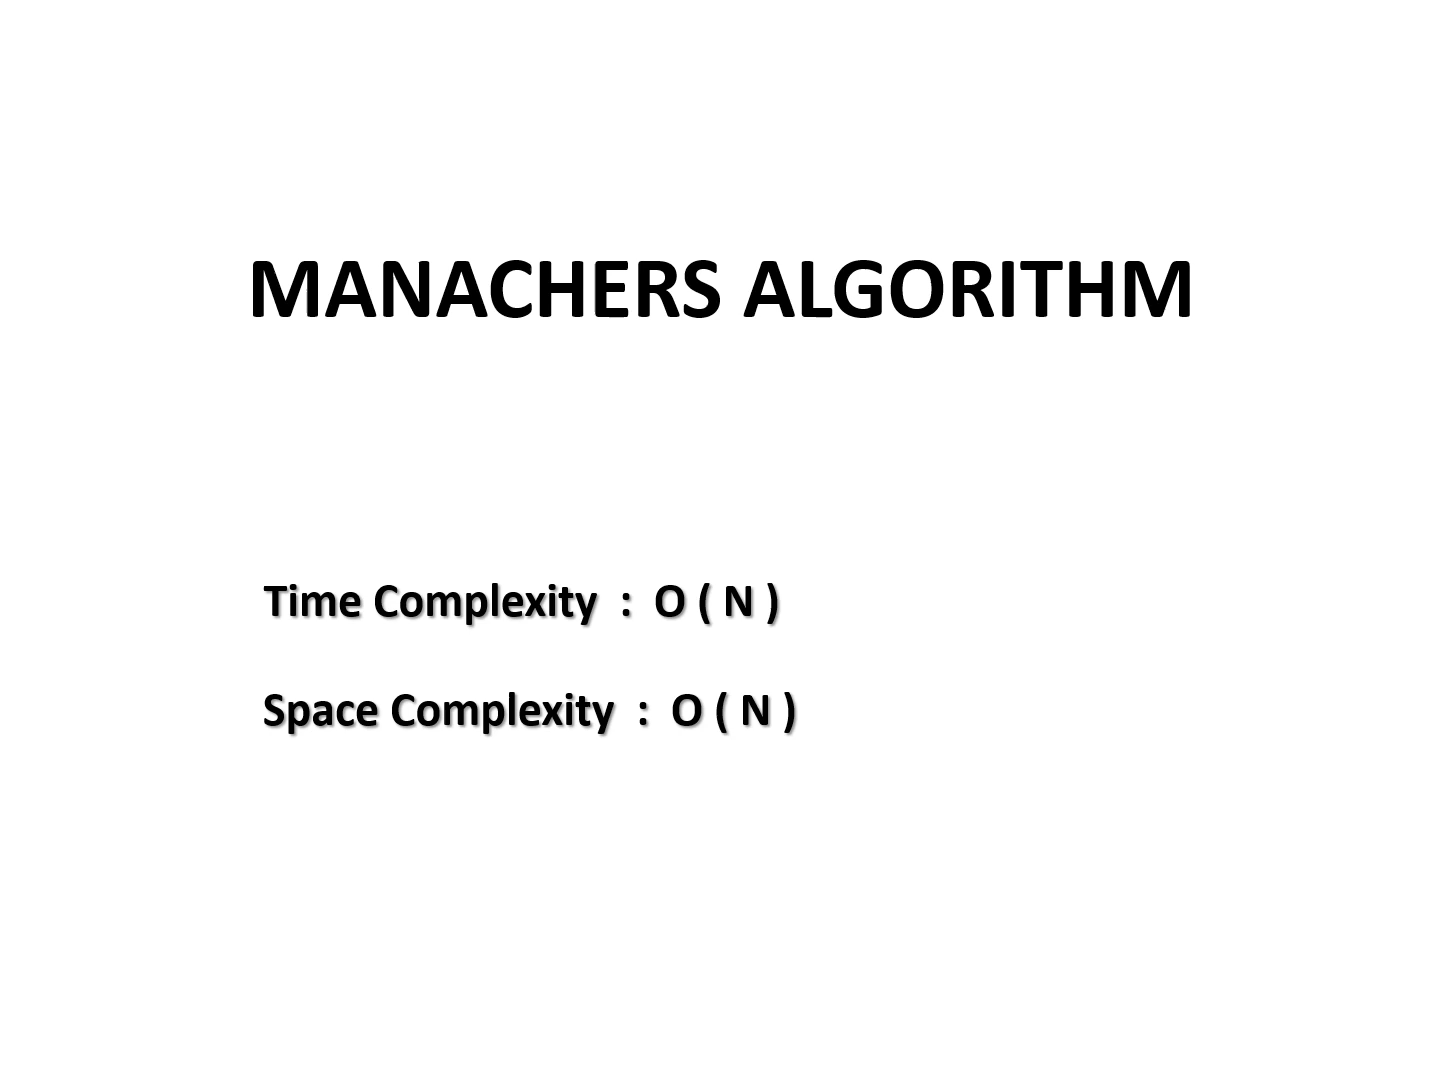 MANACHERS ALGORITHM
Time Complexity : O ( N )
Space Complexity : O ( N )